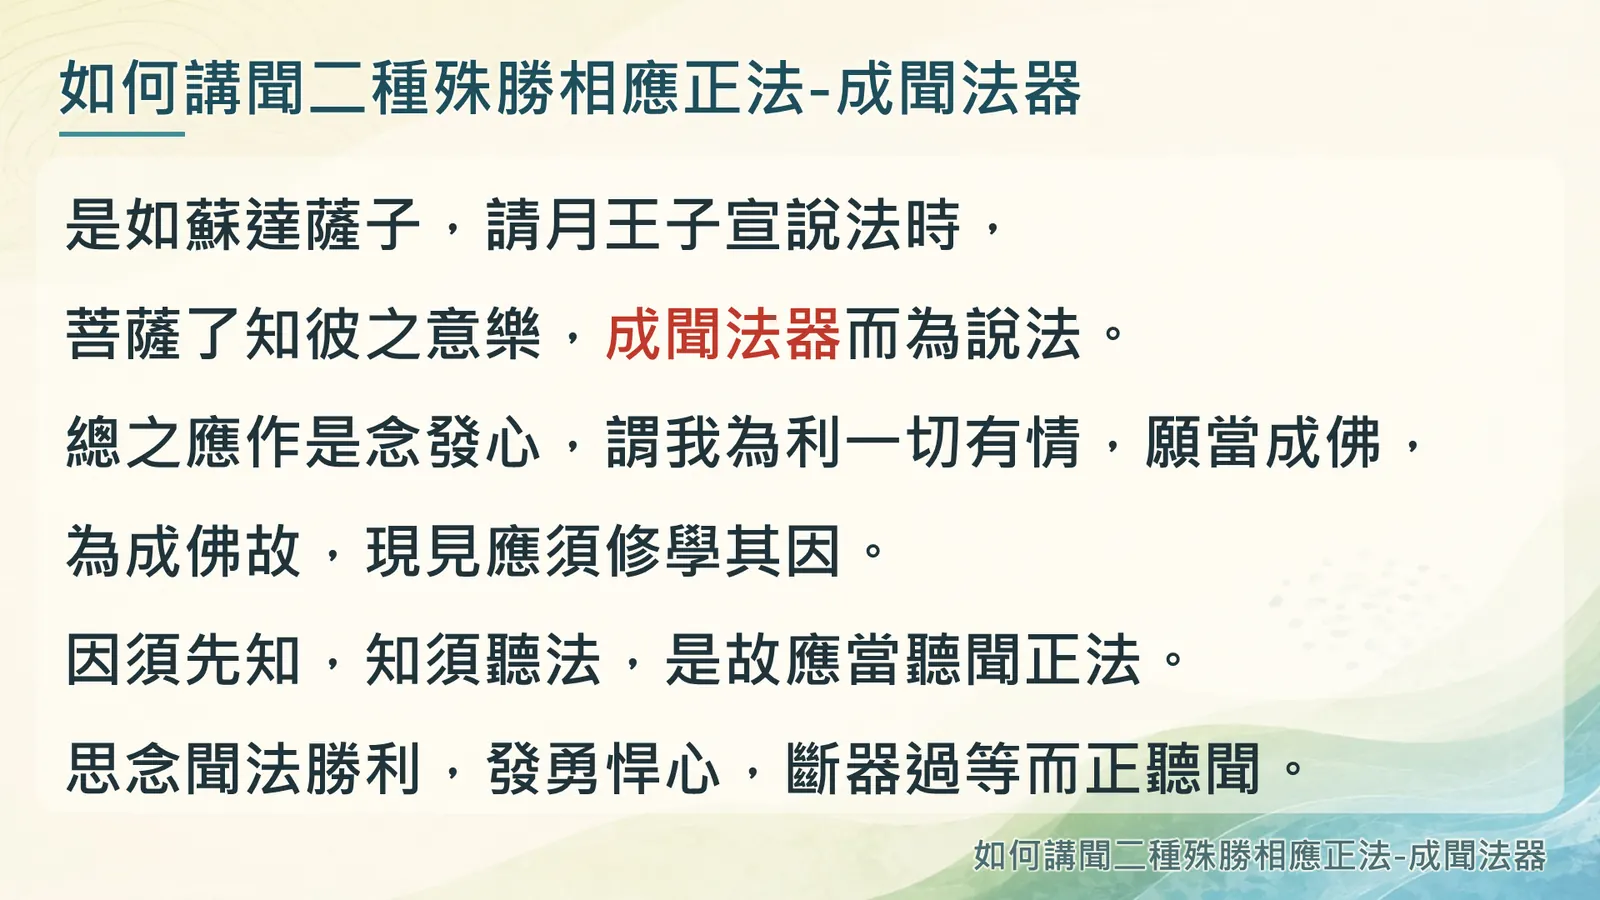 如何講聞二種殊勝相應正法-成聞法器
是如蘇達薩子，請月王子宣說法時，
菩薩了知彼之意樂，成聞法器而為說法。
總之應作是念發心，謂我為利一切有情，願當成佛，
為成佛故，現見應須修學其因。
因須先知，知須聽法，是故應當聽聞正法。
思念聞法勝利，發勇悍心，斷器過等而正聽聞。
如何講聞二種殊勝相應正法-成聞法器